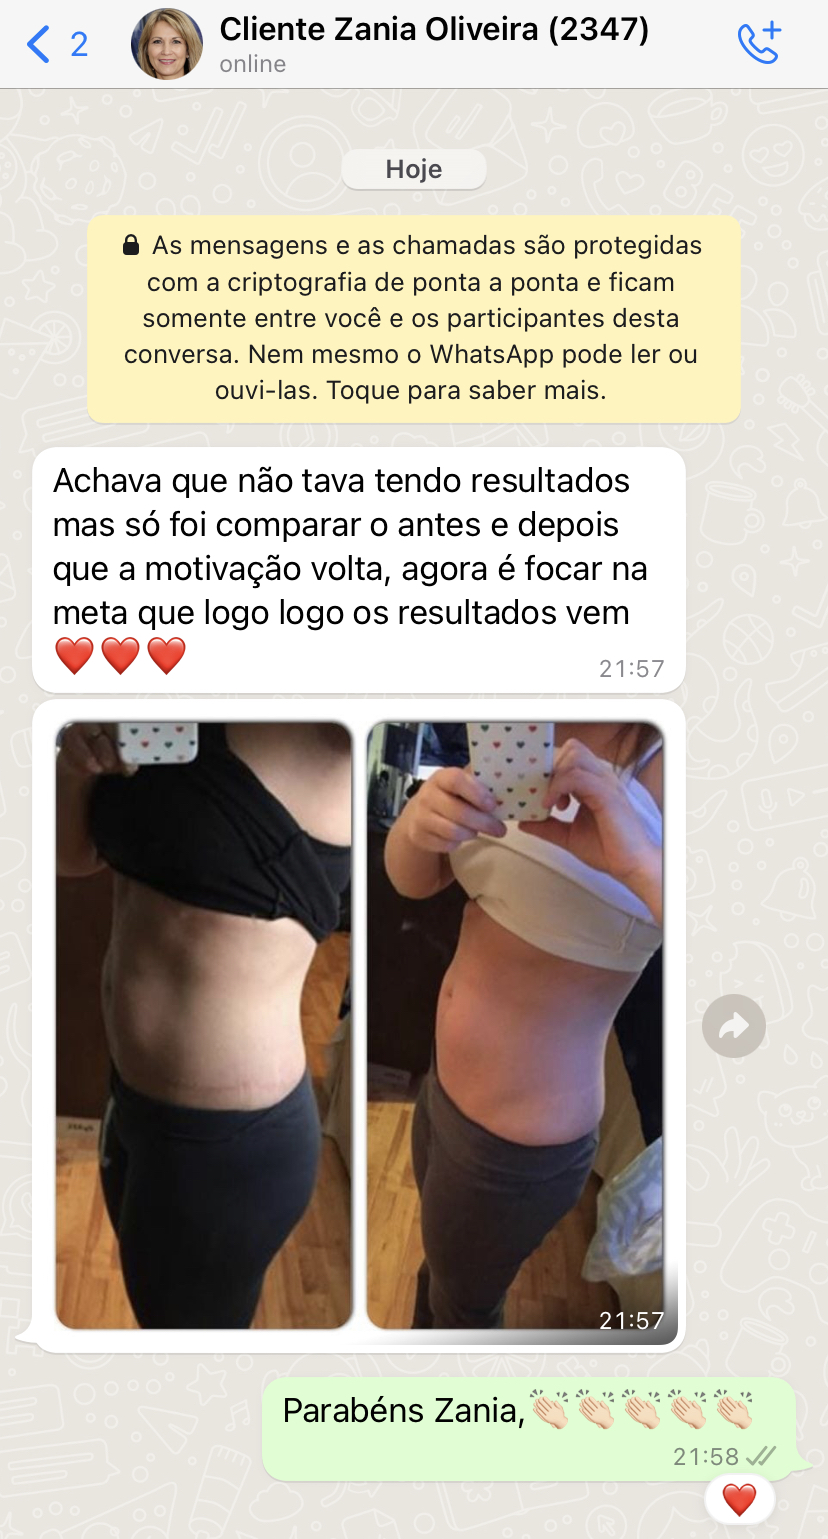 2
Cliente Zania Oliveira (2347)
online
Hoje
As mensagens e as chamadas são protegidas
com a criptografia de ponta a ponta e ficam
somente entre você e os participantes desta
conversa. Nem mesmo o WhatsApp pode ler ou
ouvi-las. Toque para saber mais.
Achava que não tava tendo resultados
mas só foi comparar o antes e depois
que a motivação volta, agora é focar na
meta que logo logo os resultados vem
❤️❤️❤️
21:57
21:57
Parabéns Zania,👏🏻👏🏻👏🏻👏🏻👏🏻
21:58
❤️